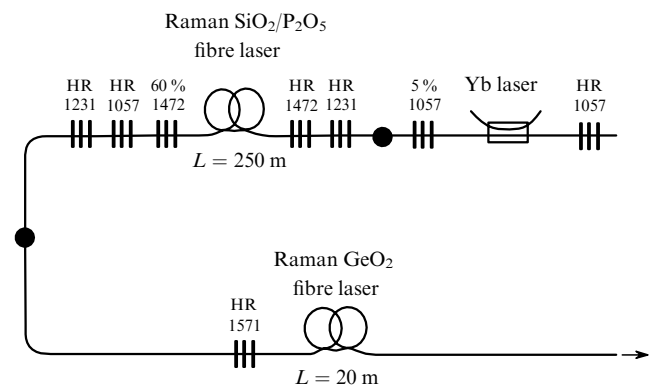 Raman SiO₂/P₂O₅
fibre laser
HR
1231
HR
1057
60 %
1472
HR
1472
HR
1231
5 %
1057
Yb laser
HR
1057
L = 250 m
Raman GeO₂
fibre laser
HR
1571
L = 20 m